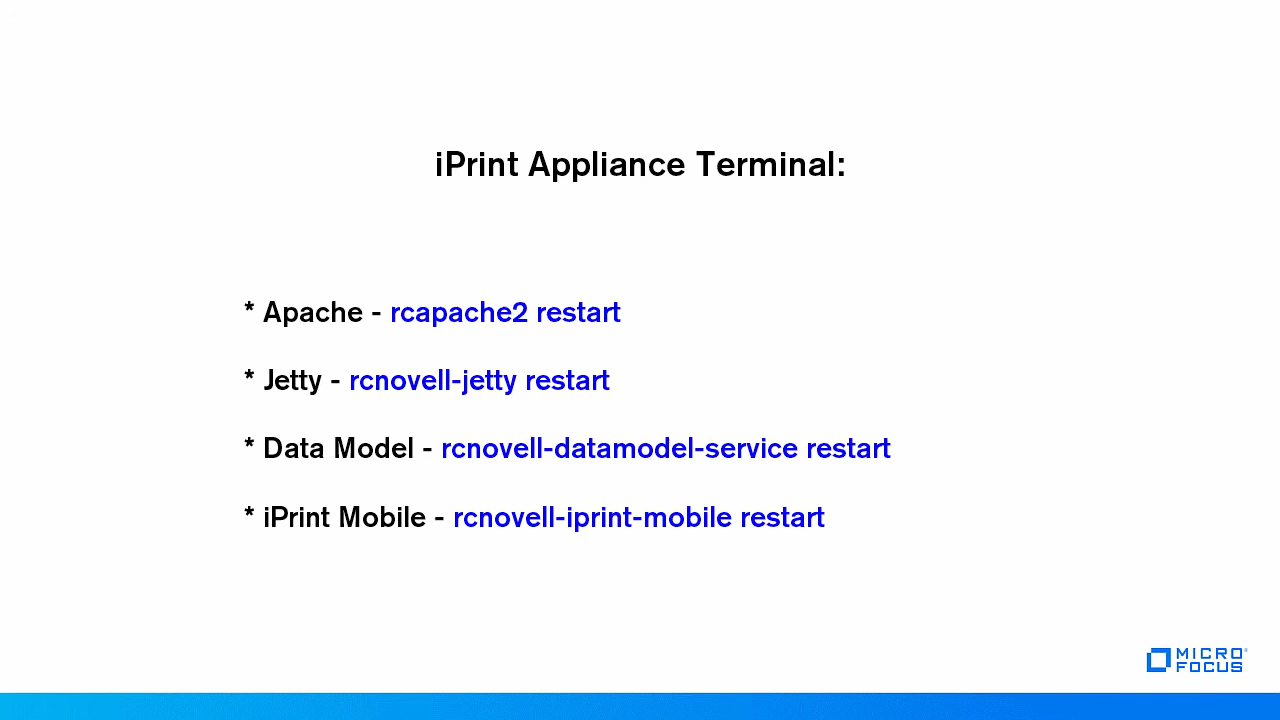 iPrint Appliance Terminal:
* Apache - rcapache2 restart
* Jetty - rcnovell-jetty restart
* Data Model - rcnovell-datamodel-service restart
* iPrint Mobile - rcnovell-iprint-mobile restart
MICRO
FOCUS